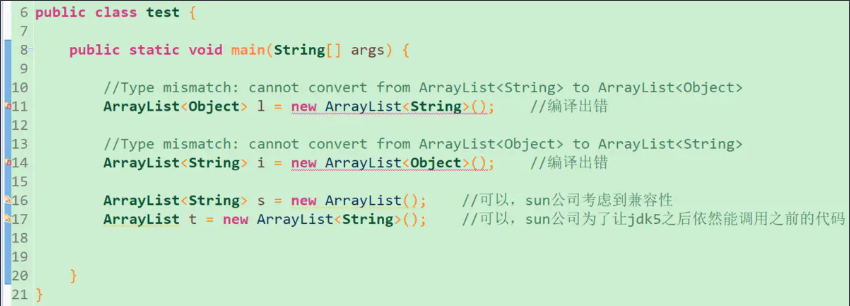 6 public class test {
7
8 public static void main(String[] args) {
9
10 //Type mismatch: cannot convert from ArrayList<String> to ArrayList<Object>
11 ArrayList<Object> l = new ArrayList<String>(); //编译出错
12
13 //Type mismatch: cannot convert from ArrayList<Object> to ArrayList<String>
14 ArrayList<String> i = new ArrayList<Object>(); //编译出错
15
16 ArrayList<String> s = new ArrayList(); //可以，sun公司考虑到兼容性
17 ArrayList t = new ArrayList<String>(); //可以，sun公司为了让jdk5之后依然能调用之前的代码
18
19
20 }
21 }